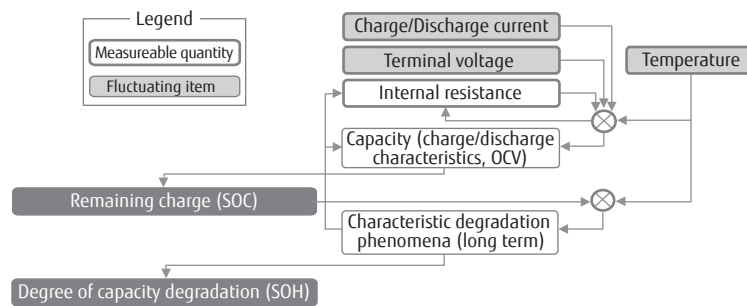 Legend
Measureable quantity
Fluctuating item
Charge/Discharge current
Terminal voltage
Temperature
Internal resistance
Capacity (charge/discharge
characteristics, OCV)
Remaining charge (SOC)
Characteristic degradation
phenomena (long term)
Degree of capacity degradation (SOH)